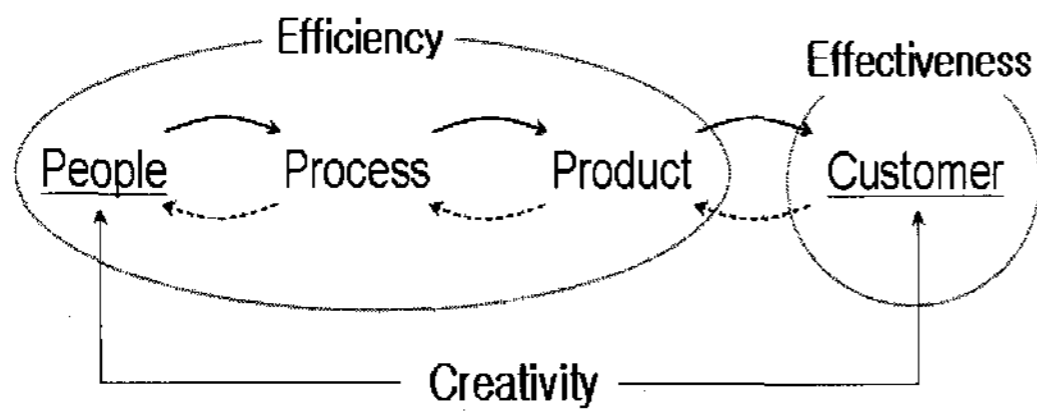 Efficiency
Effectiveness
People Process Product Customer
Creativity